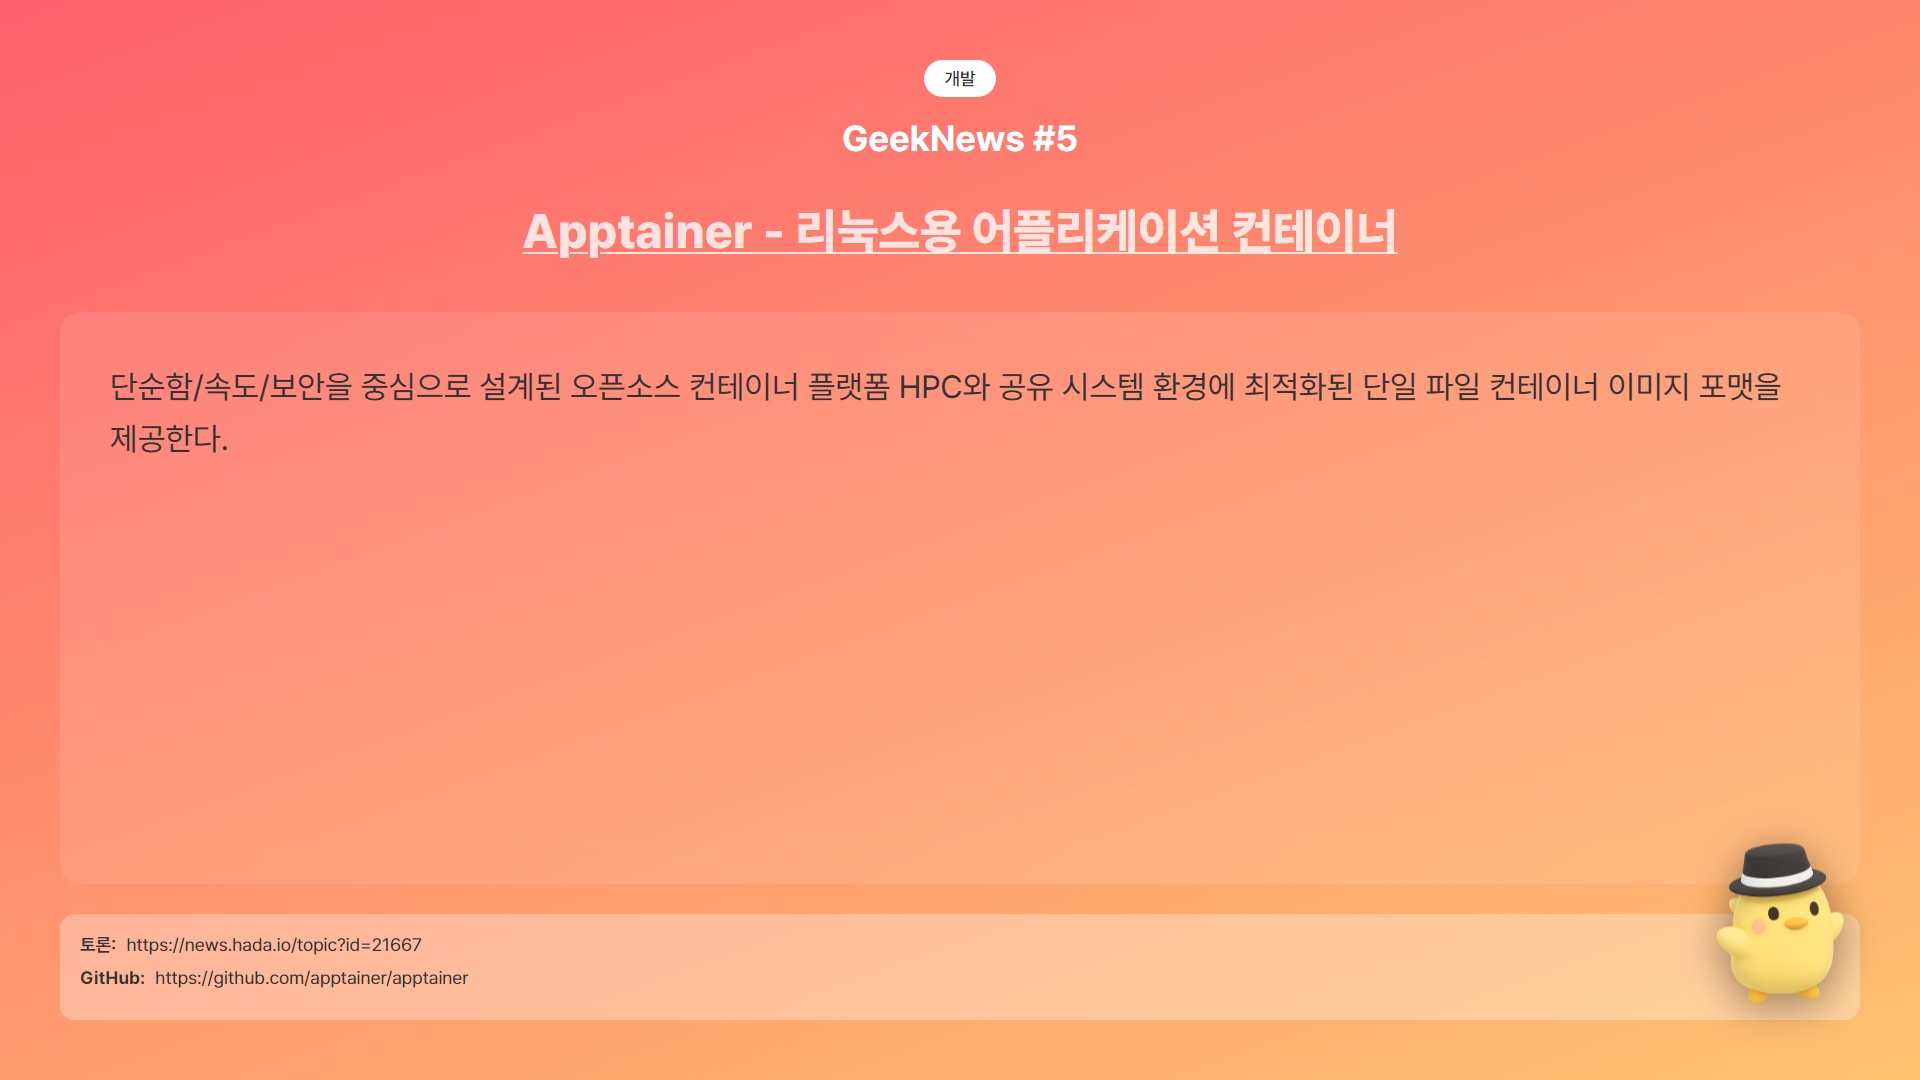 개발
GeekNews #5
Apptainer - 리눅스용 어플리케이션 컨테이너
단순함/속도/보안을 중심으로 설계된 오픈소스 컨테이너 플랫폼 HPC와 공유 시스템 환경에 최적화된 단일 파일 컨테이너 이미지 포맷을
제공한다.
토론: https://news.hada.io/topic?id=21667
GitHub: https://github.com/apptainer/apptainer